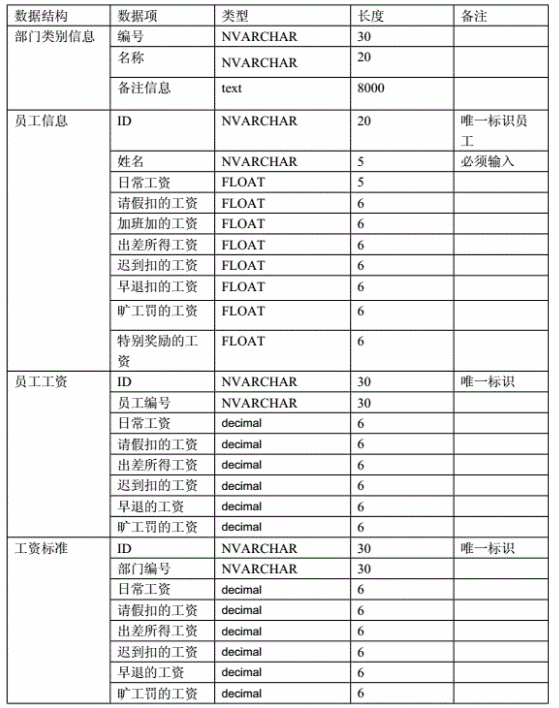 数据结构 数据项 类型 长度 备注
部门类别信息 编号 NVARCHAR 30
名称 NVARCHAR 20
备注信息 text 8000
员工信息 ID NVARCHAR 20 唯一标识员
工
姓名 NVARCHAR 5 必须输入
日常工资 FLOAT 5
请假扣的工资 FLOAT 6
加班加的工资 FLOAT 6
出差所得工资 FLOAT 6
迟到扣的工资 FLOAT 6
早退扣的工资 FLOAT 6
旷工罚的工资 FLOAT 6
特别奖励的工 FLOAT 6
资
员工工资 ID NVARCHAR 30 唯一标识
员工编号 NVARCHAR 30
日常工资 decimal 6
请假扣的工资 decimal 6
出差所得工资 decimal 6
迟到扣的工资 decimal 6
早退的工资 decimal 6
旷工罚的工资 decimal 6
工资标准 ID NVARCHAR 30 唯一标识
部门编号 NVARCHAR 30
日常工资 decimal 6
请假扣的工资 decimal 6
出差所得工资 decimal 6
迟到扣的工资 decimal 6
早退的工资 decimal 6
旷工罚的工资 decimal 6